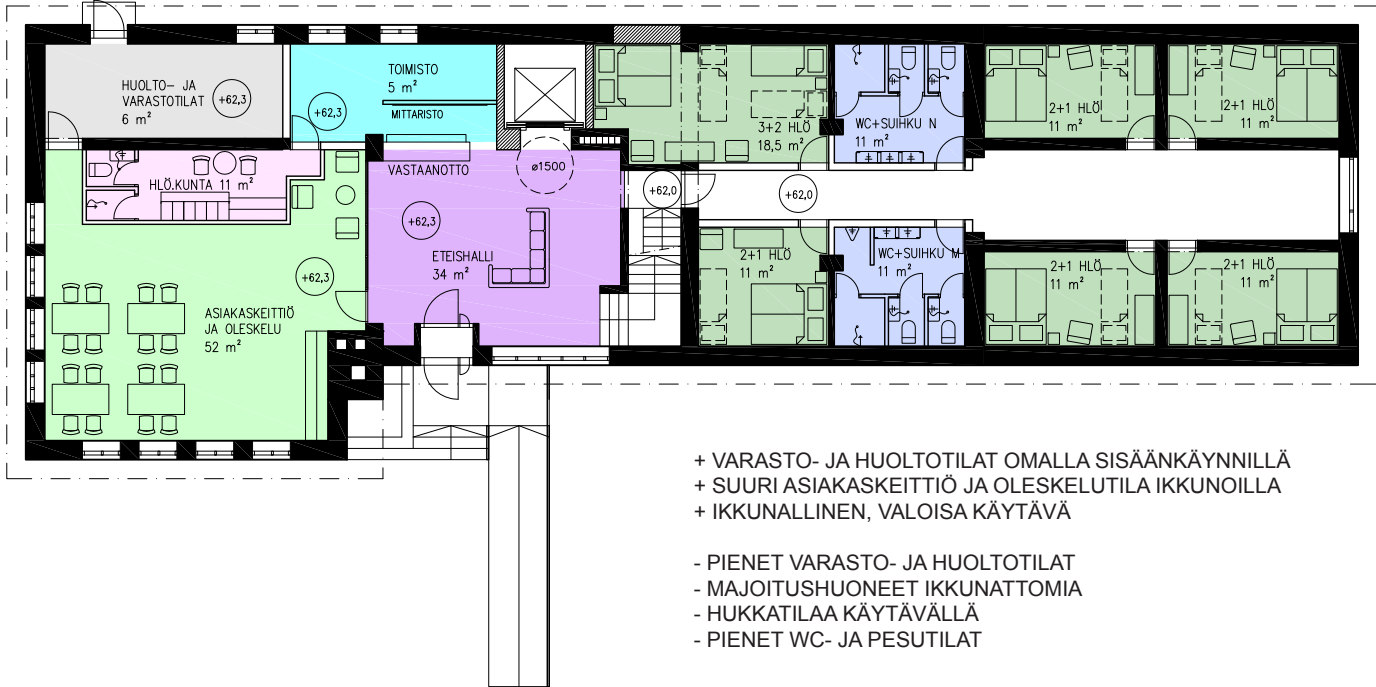 HUOLTO- JA
VARASTOTILAT
6 m²
+62,3
+62,3
TOIMISTO
5 m²
MITTARISTO
VASTAANOTTO
ø1500
3+2 HLÖ
18,5 m²
WC+SUIHKU N
11 m²
2+1 HLÖ
11 m²
2+1 HLÖ
11 m²
HLÖ.KUNTA 11 m²
+62,3
+62,0
+62,0
ETEISHALLI
34 m²
+62,3
2+1 HLÖ
11 m²
WC+SUIHKU M
11 m²
2+1 HLÖ
11 m²
2+1 HLÖ
11 m²
ASIAKASKEITTIÖ
JA OLESKELU
52 m²
+ VARASTO- JA HUOLTOTILAT OMALLA SISÄÄNKÄYNNILLÄ
+ SUURI ASIAKASKEITTIÖ JA OLESKELUTILA IKKUNOILLA
+ IKKUNALLINEN, VALOISA KÄYTÄVÄ
- PIENET VARASTO- JA HUOLTOTILAT
- MAJOITUSHUONEET IKKUNATTOMIA
- HUKKATILAA KÄYTÄVÄLLÄ
- PIENET WC- JA PESUTILAT